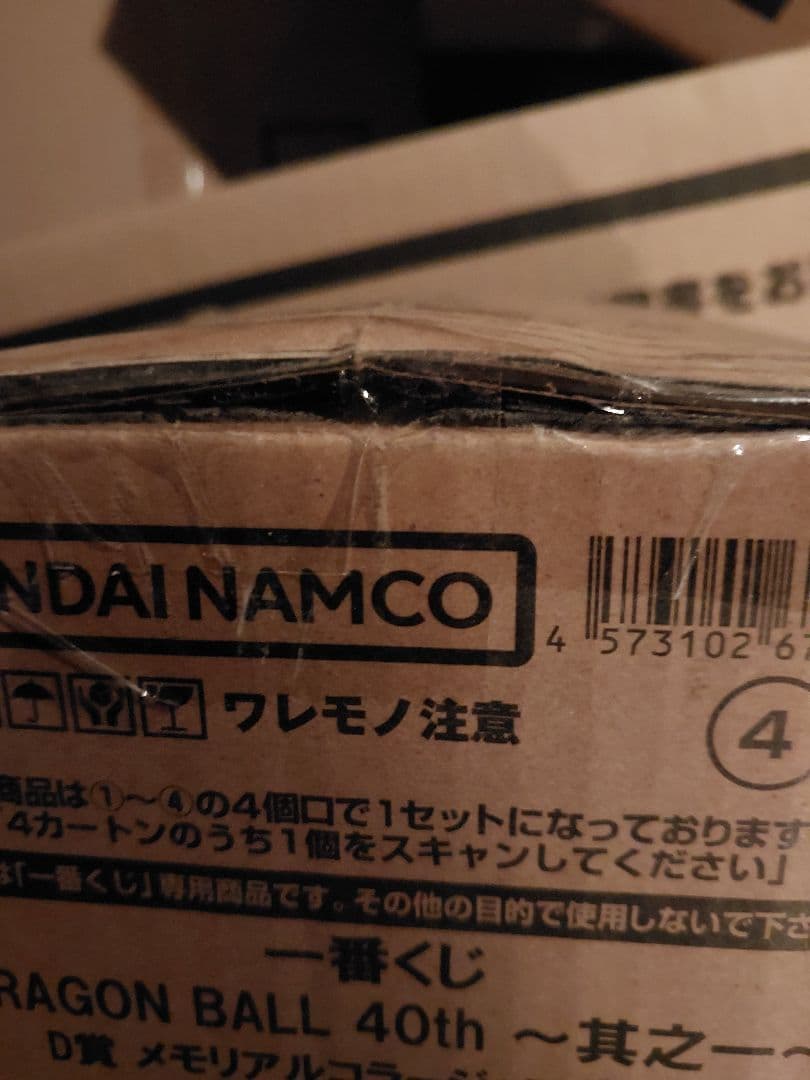 をお
NDAI NAMCO
4 573102 6
ワレモノ注意
4
商品は①～④の4個口で1セットになっております
4カートンのうち1個をスキャンしてください」
は「一番くじ」専用商品です。その他の目的で使用しないで下さ
一番くじ
RAGON BALL 40th ～其之一～
D賞 メモリアルコラージ